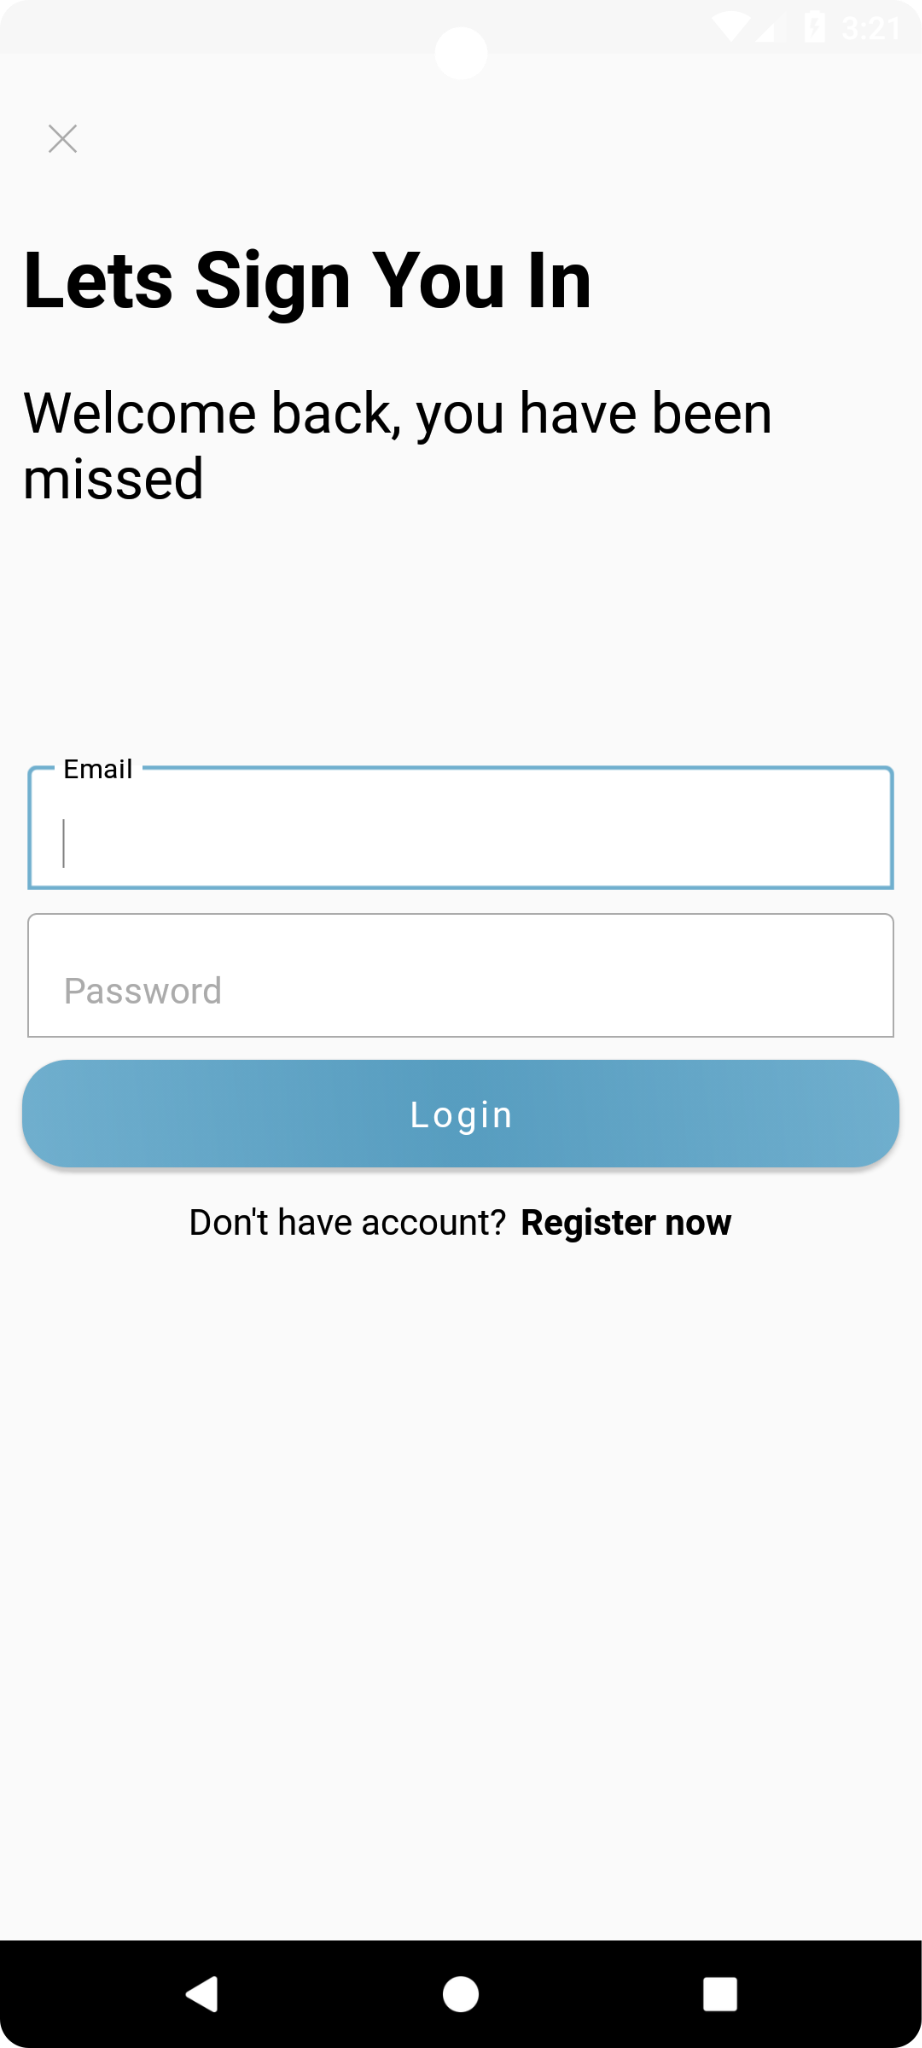 3:21
Lets Sign You In
Welcome back, you have been
missed
Email
Password
Login
Don't have account? Register now